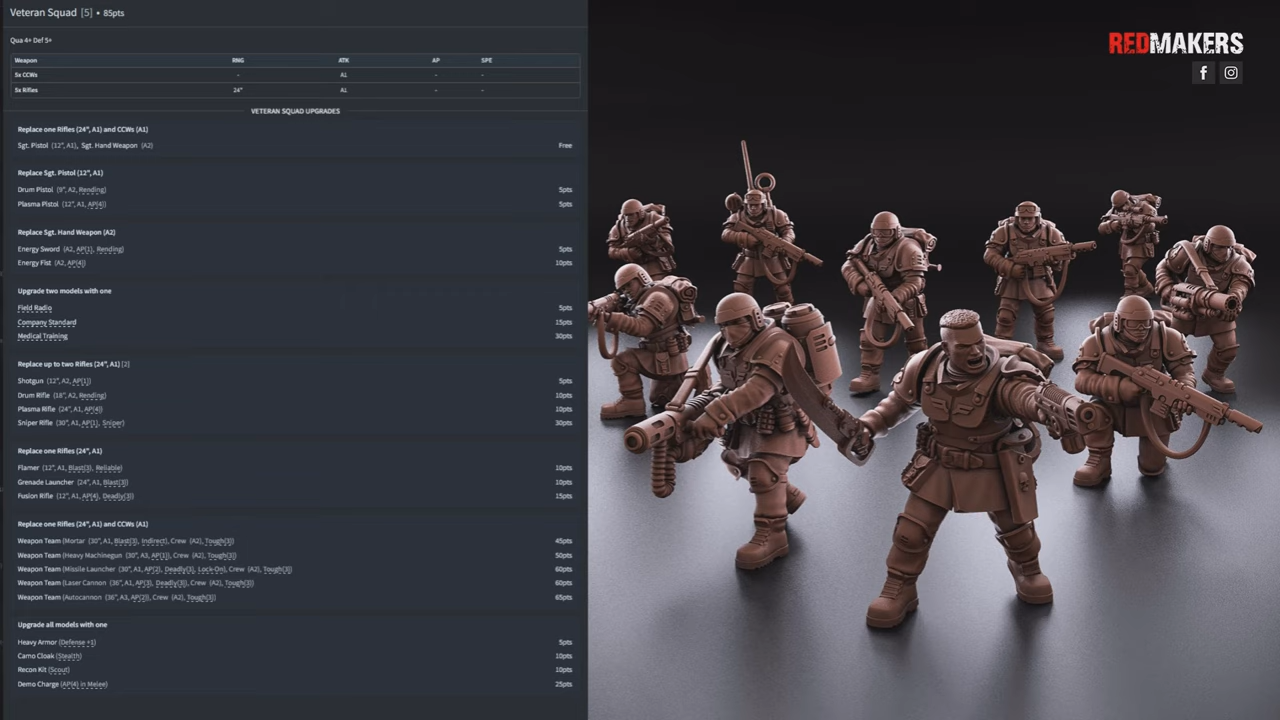 Veteran Squad [5] • 85pts
Qua 4+ Def 5+
Weapon RNG ATK AP SPE
5x CCWs - A1 - -
5x Rifles 24" A1 - -
VETERAN SQUAD UPGRADES
Replace one Rifles (24", A1) and CCWs (A1)
Sgt. Pistol (12", A1), Sgt. Hand Weapon (A2) Free
Replace Sgt. Pistol (12", A1)
Drum Pistol (9", A2, Rending) 5pts
Plasma Pistol (12", A1, AP(4)) 5pts
Replace Sgt. Hand Weapon (A2)
Energy Sword (A2, AP(1), Rending) 5pts
Energy Fist (A2, AP(4)) 10pts
Upgrade two models with one
Field Radio 5pts
Company Standard 15pts
Medical Training 30pts
Replace up to two Rifles (24", A1) [2]
Shotgun (12", A2, AP(1)) 5pts
Drum Rifle (18", A2, Rending) 10pts
Plasma Rifle (24", A1, AP(4)) 10pts
Sniper Rifle (30", A1, AP(1), Sniper) 30pts
Replace one Rifles (24", A1)
Flamer (12", A1, Blast(3), Reliable) 10pts
Grenade Launcher (24", A1, Blast(3)) 10pts
Fusion Rifle (12", A1, AP(4), Deadly(3)) 15pts
Replace one Rifles (24", A1) and CCWs (A1)
Weapon Team (Mortar (30", A1, Blast(3), Indirect), Crew (A2), Tough(3)) 45pts
Weapon Team (Heavy Machinegun (30", A3, AP(1)), Crew (A2), Tough(3)) 50pts
Weapon Team (Missile Launcher (30", A1, AP(2), Deadly(3), Lock-On), Crew (A2), Tough(3)) 60pts
Weapon Team (Laser Cannon (36", A1, AP(3), Deadly(3)), Crew (A2), Tough(3)) 60pts
Weapon Team (Autocannon (36", A3, AP(2)), Crew (A2), Tough(3)) 65pts
Upgrade all models with one
Heavy Armor (Defense +1) 5pts
Camo Cloak (Stealth) 10pts
Recon Kit (Scout) 10pts
Demo Charge (AP(4) in Melee) 25pts
REDMAKERS